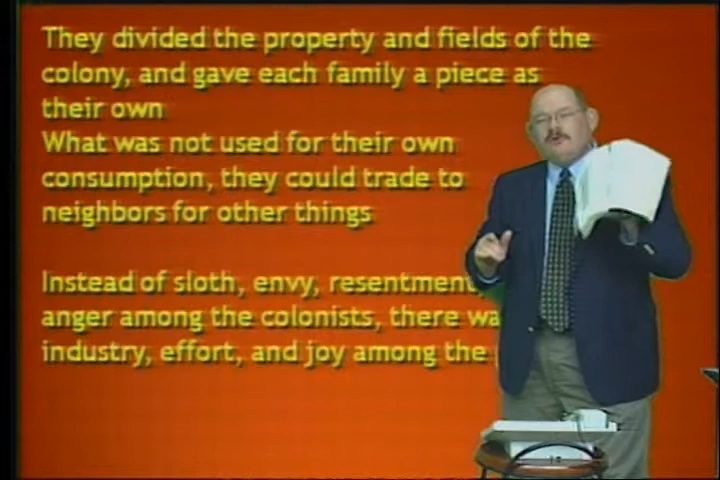 They divided the property and fields of the
colony, and gave each family a piece as
their own
What was not used for their own
consumption, they could trade to
neighbors for other things
Instead of sloth, envy, resentment,
anger among the colonists, there
industry, effort, and joy among the